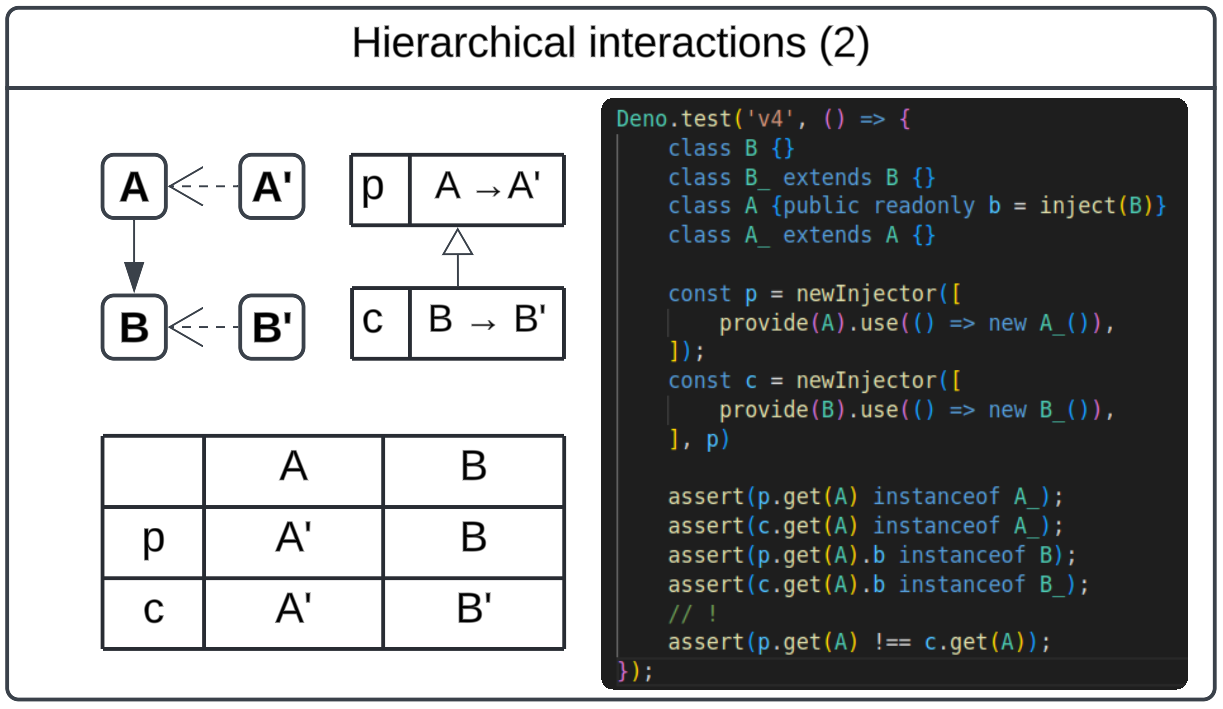 Hierarchical interactions (2)
A
A'
B
B'
p
A →A'
c
B → B'
A B
p A' B
c A' B'
Deno.test('v4', () => {
    class B {}
    class B_ extends B {}
    class A {public readonly b = inject(B)}
    class A_ extends A {}

    const p = newInjector([
        provide(A).use(() => new A_()),
    ]);
    const c = newInjector([
        provide(B).use(() => new B_()),
    ], p)

    assert(p.get(A) instanceof A_);
    assert(c.get(A) instanceof A_);
    assert(p.get(A).b instanceof B);
    assert(c.get(A).b instanceof B_);
    // !
    assert(p.get(A) !== c.get(A));
});